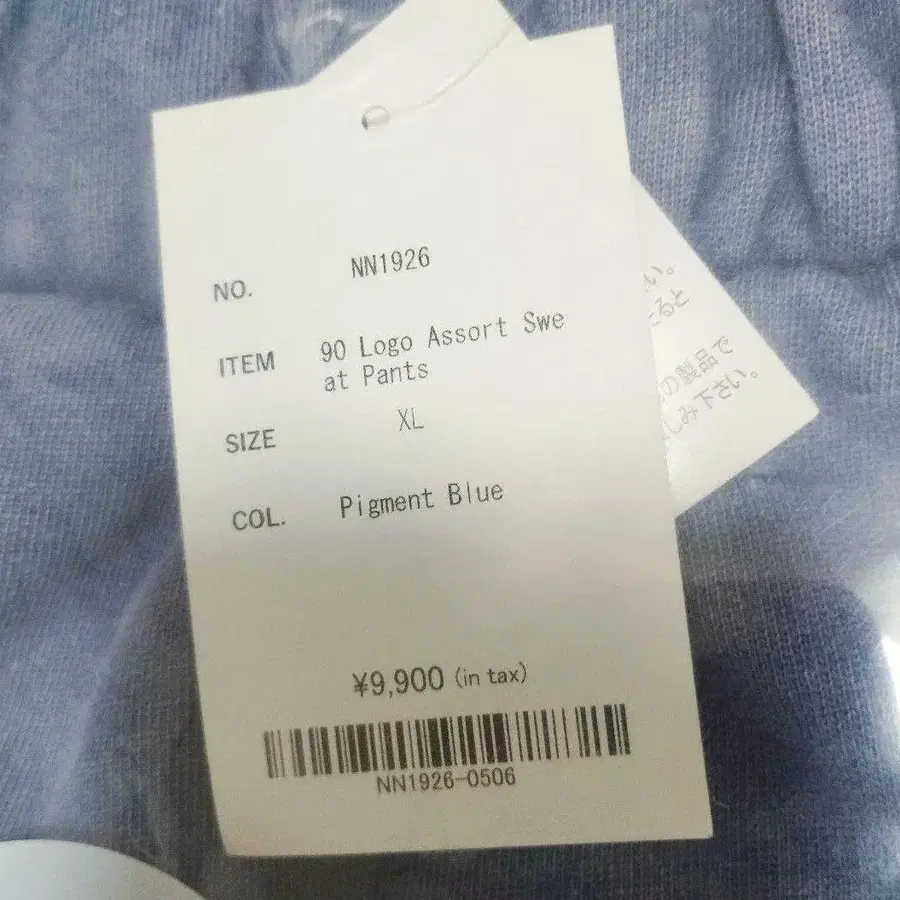 NO. NN1926
ITEM 90 Logo Assort Swe
at Pants
SIZE XL
COL. Pigment Blue
¥9,900 (in tax)
NN1926-0506
い。
ると
の製品で
しみ下さい。